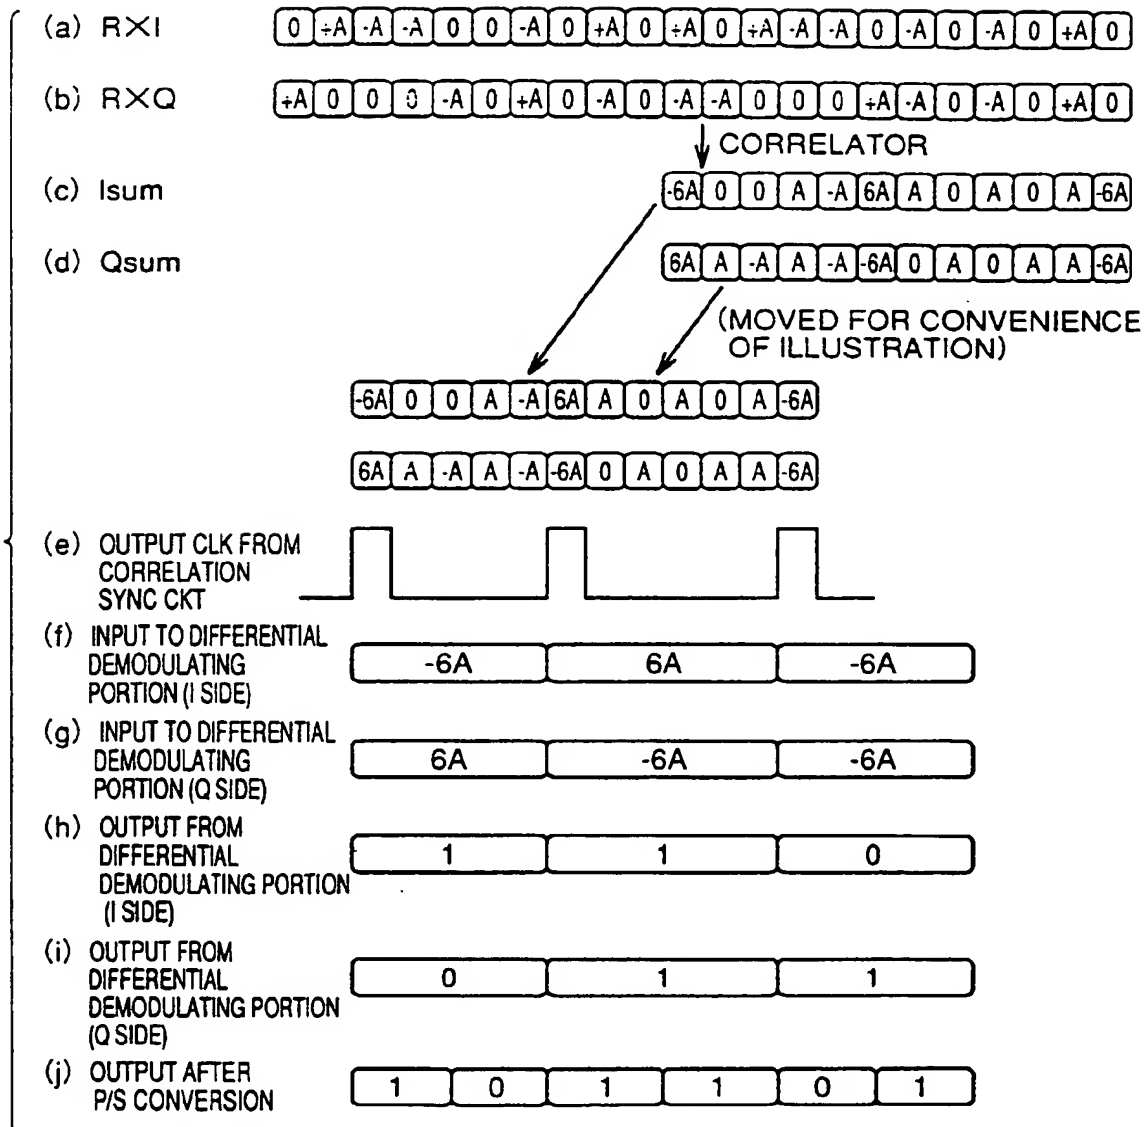 (a) RXI 0 +A -A -A 0 0 -A 0 +A 0 +A 0 +A -A -A 0 -A 0 -A 0 +A 0
(b) RXQ +A 0 0 0 -A 0 +A 0 -A 0 -A -A 0 0 0 +A -A 0 -A 0 +A 0
CORRELATOR
(c) Isum -6A 0 0 A -A 6A A 0 A 0 A -6A
(d) Qsum 6A A -A A -A -6A 0 A 0 A A -6A
(MOVED FOR CONVENIENCE
OF ILLUSTRATION)
-6A 0 0 A -A 6A A 0 A 0 A -6A
6A A -A A -A -6A 0 A 0 A A -6A
(e) OUTPUT CLK FROM
CORRELATION
SYNC CKT
(f) INPUT TO DIFFERENTIAL
DEMODULATING
PORTION (I SIDE)
-6A 6A -6A
(g) INPUT TO DIFFERENTIAL
DEMODULATING
PORTION (Q SIDE)
6A -6A -6A
(h) OUTPUT FROM
DIFFERENTIAL
DEMODULATING PORTION
(I SIDE)
1 1 0
(i) OUTPUT FROM
DIFFERENTIAL
DEMODULATING PORTION
(Q SIDE)
0 1 1
(j) OUTPUT AFTER
P/S CONVERSION
1 0 1 1 0 1